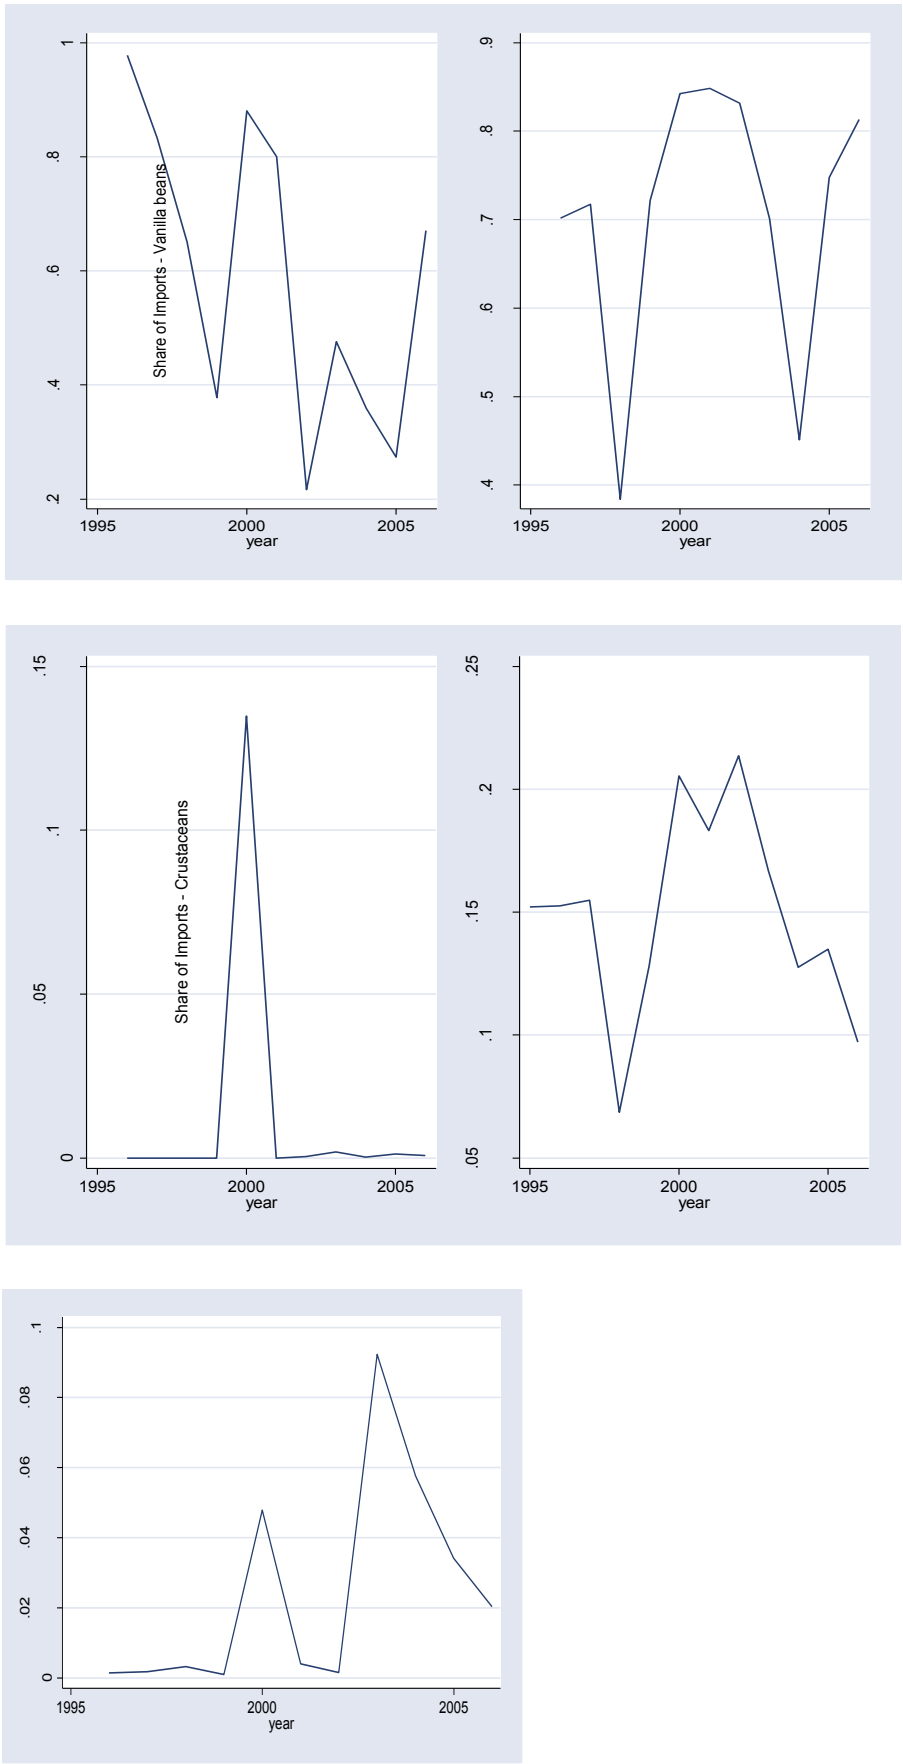 1
.8
.6
.4
.2
Share of Imports - Vanilla beans
1995 2000 2005
year
.9
.8
.7
.6
.5
.4
1995 2000 2005
year
.15
.1
.05
0
Share of Imports - Crustaceans
1995 2000 2005
year
.25
.2
.15
.1
.05
1995 2000 2005
year
.1
.08
.06
.04
.02
0
1995 2000 2005
year